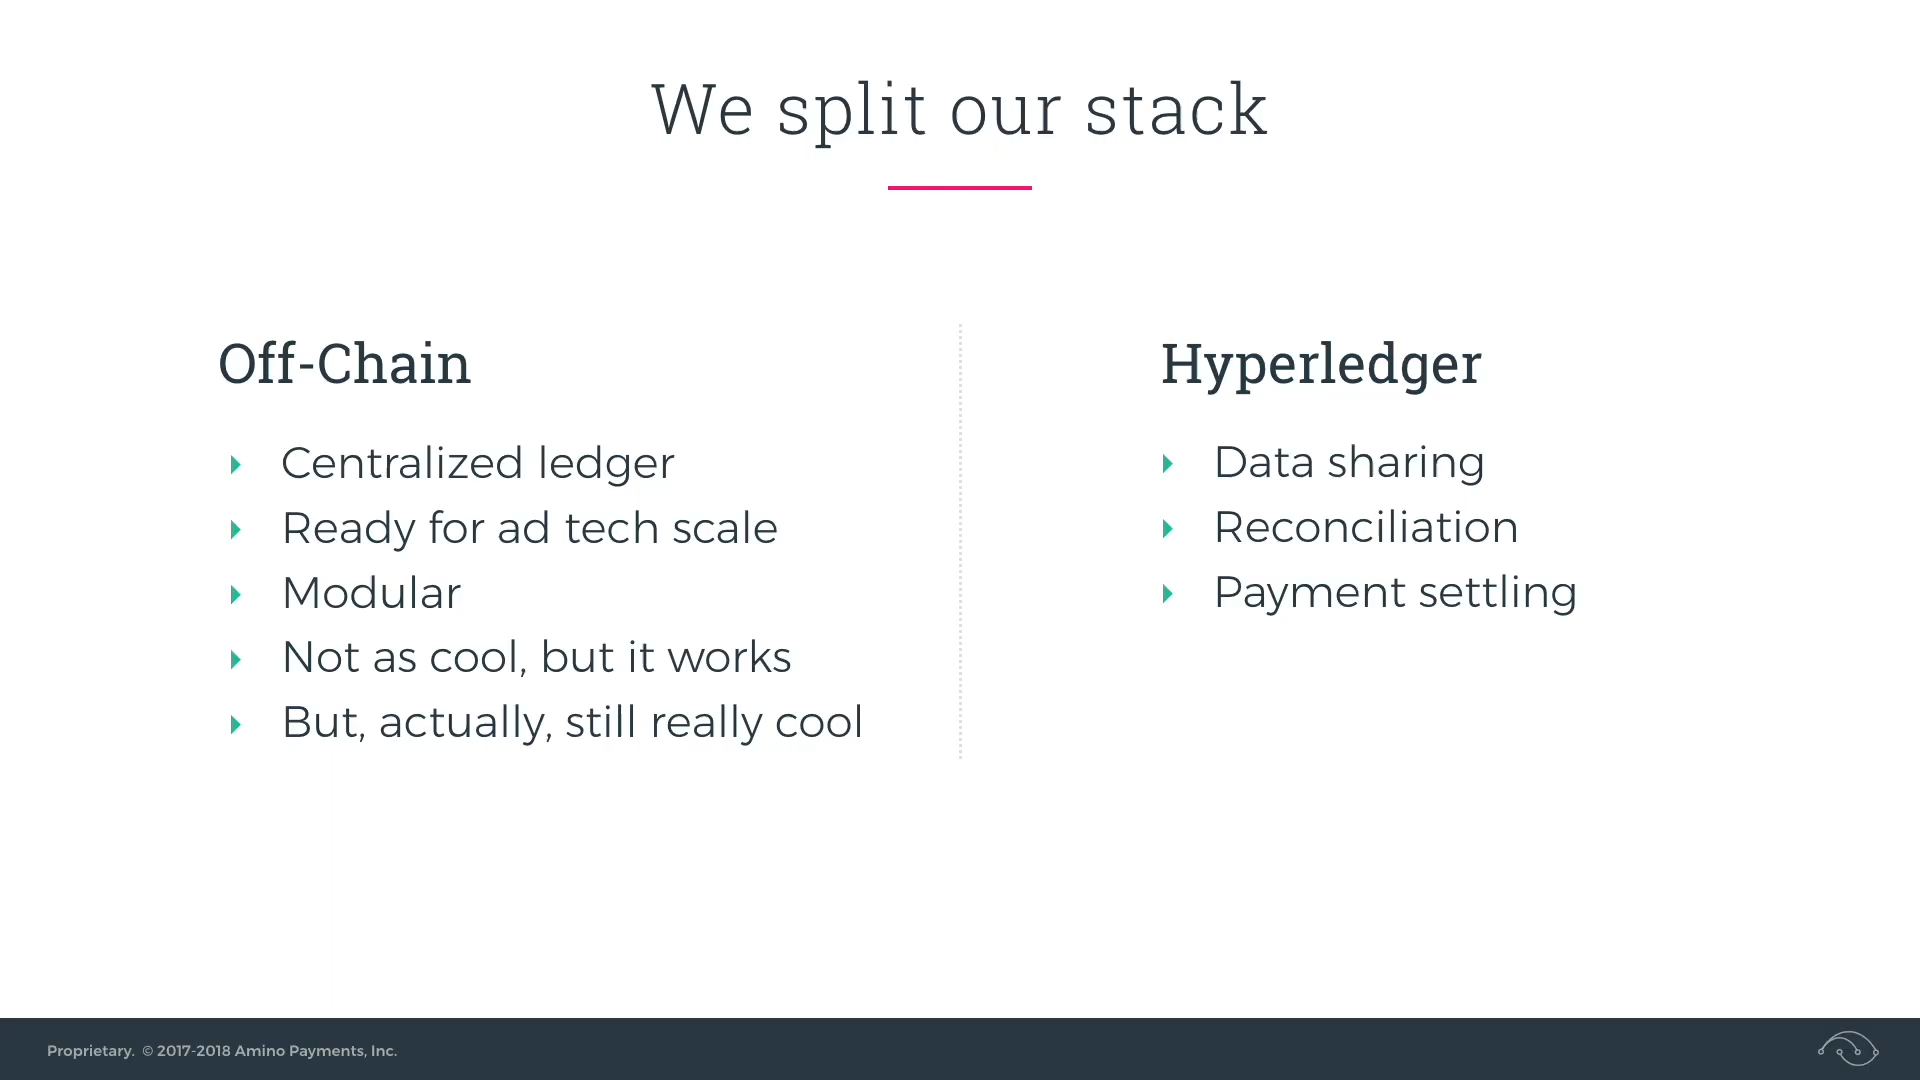 We split our stack
Off-Chain
Centralized ledger
Ready for ad tech scale
Modular
Not as cool, but it works
But, actually, still really cool
Hyperledger
Data sharing
Reconciliation
Payment settling
Proprietary. © 2017-2018 Amino Payments, Inc.